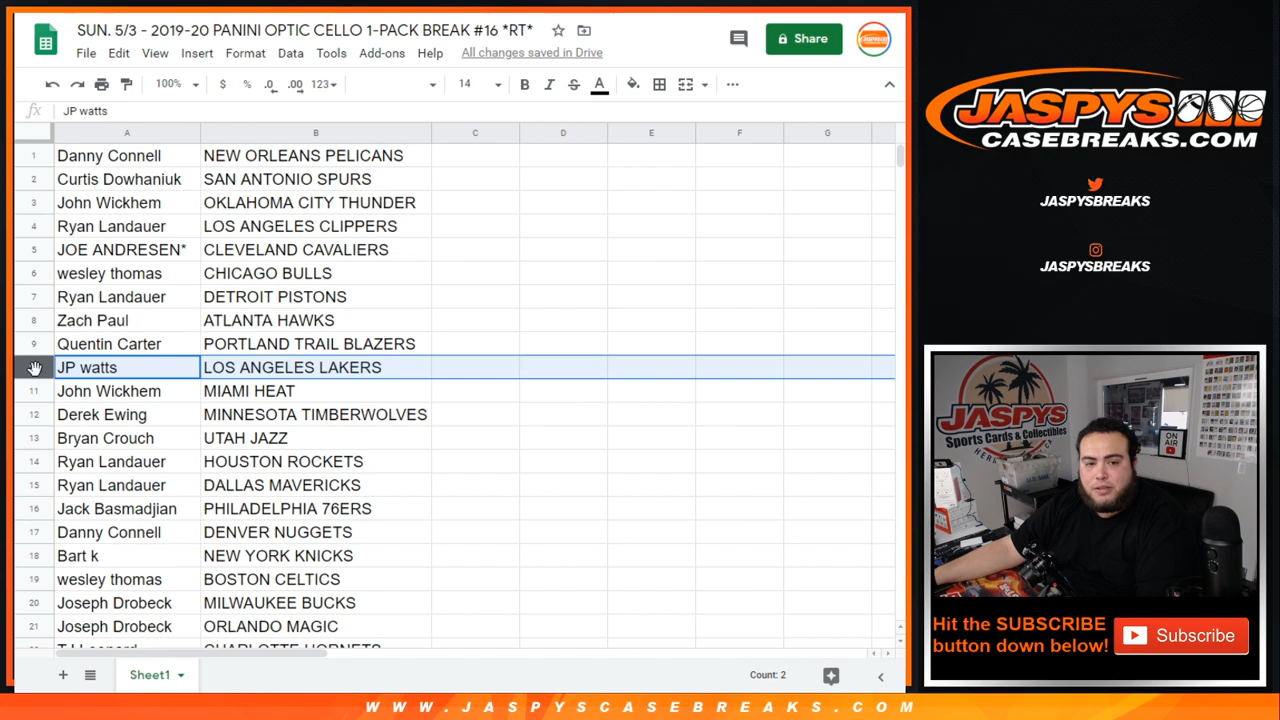 SUN. 5/3 - 2019-20 PANINI OPTIC CELLO 1-PACK BREAK #16 *RT*
File Edit View Insert Format Data Tools Add-ons Help All changes saved in Drive
Share
100% $ % .0 .00 123 14 B I S A
fx JP watts
A B C D E F G
1 Danny Connell NEW ORLEANS PELICANS
2 Curtis Dowhaniuk SAN ANTONIO SPURS
3 John Wickhem OKLAHOMA CITY THUNDER
4 Ryan Landauer LOS ANGELES CLIPPERS
5 JOE ANDRESEN* CLEVELAND CAVALIERS
6 wesley thomas CHICAGO BULLS
7 Ryan Landauer DETROIT PISTONS
8 Zach Paul ATLANTA HAWKS
9 Quentin Carter PORTLAND TRAIL BLAZERS
JP watts LOS ANGELES LAKERS
11 John Wickhem MIAMI HEAT
12 Derek Ewing MINNESOTA TIMBERWOLVES
13 Bryan Crouch UTAH JAZZ
14 Ryan Landauer HOUSTON ROCKETS
15 Ryan Landauer DALLAS MAVERICKS
16 Jack Basmadjian PHILADELPHIA 76ERS
17 Danny Connell DENVER NUGGETS
18 Bart k NEW YORK KNICKS
19 wesley thomas BOSTON CELTICS
20 Joseph Drobeck MILWAUKEE BUCKS
21 Joseph Drobeck ORLANDO MAGIC
CHARLOTTE HORNETS
Sheet1
Count: 2
JASPYS
CASEBREAKS.COM
JASPYSBREAKS
JASPYSBREAKS
JASPYS
Sports Cards & Collectibles
ON AIR
Hit the SUBSCRIBE
button down below!
Subscribe
WWW.JASPYSCASEBREAKS.COM